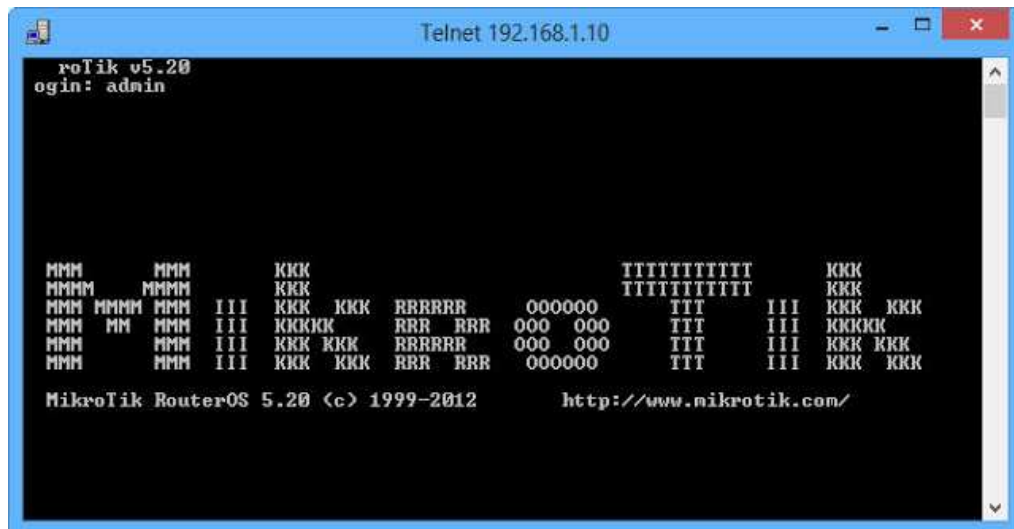 Telnet 192.168.1.10
roTik v5.20
ogin: admin
MMM MMM KKK TTTTTTTTTTT KKK
MMMM MMMM KKK TTTTTTTTTTT KKK
MMM MMMM MMM III KKK KKK RRRRRR OOOOOO TTT III KKK KKK
MMM MM MMM III KKKKK RRR RRR OOO OOO TTT III KKKKK
MMM MMM III KKK KKK RRRRRR OOO OOO TTT III KKK KKK
MMM MMM III KKK KKK RRR RRR OOOOOO TTT III KKK KKK
MikroTik RouterOS 5.20 (c) 1999-2012 http://www.mikrotik.com/